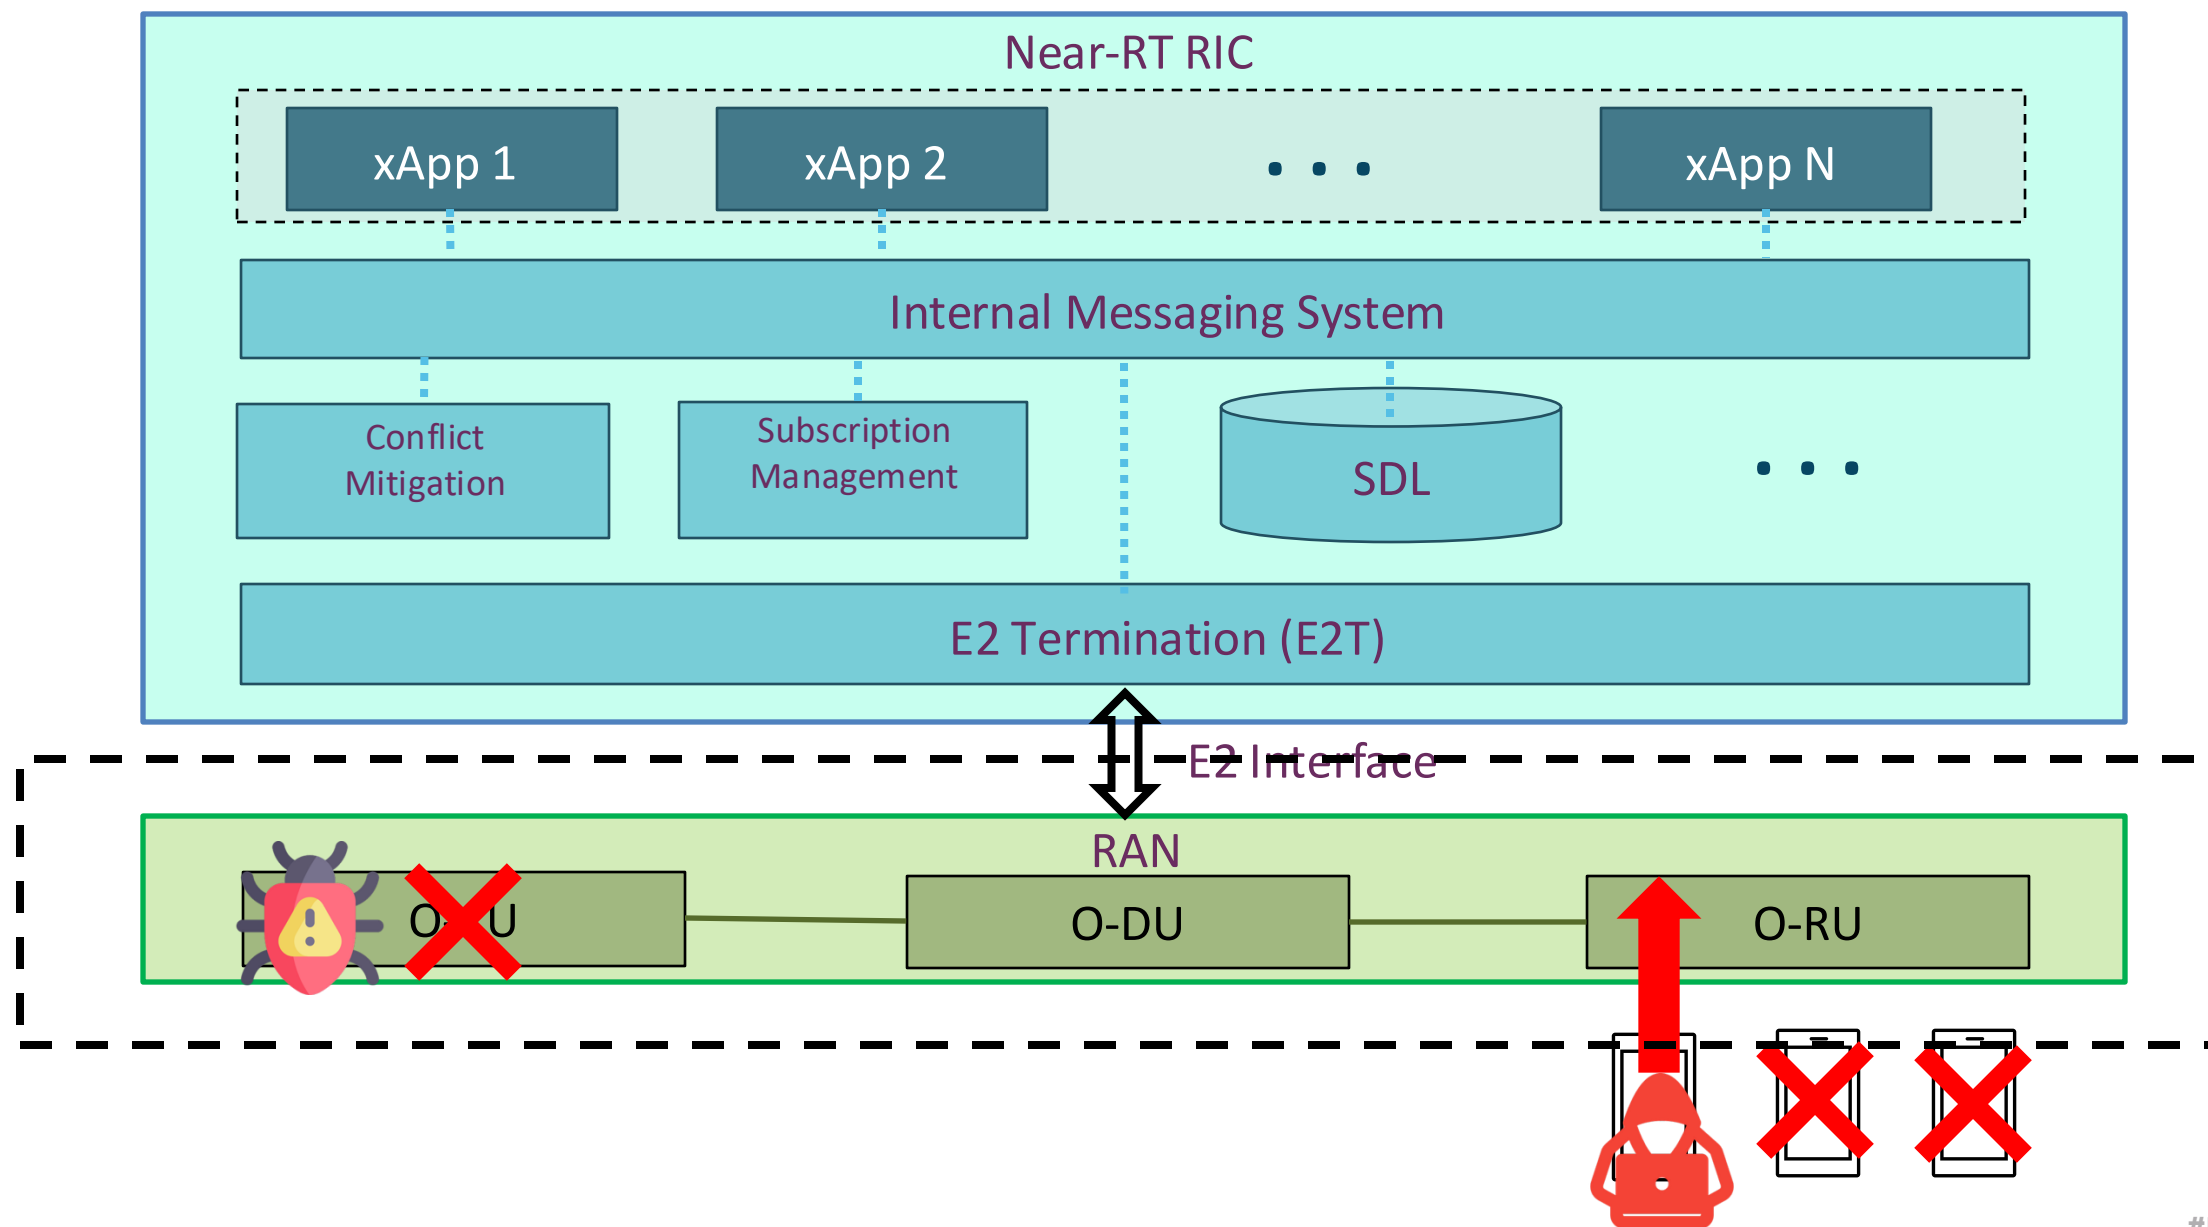 Near-RT RIC
xApp 1
xApp 2
. . .
xApp N
Internal Messaging System
Conflict
Mitigation
Subscription
Management
SDL
. . .
E2 Termination (E2T)
E2 Interface
RAN
O-DU
O-RU
#